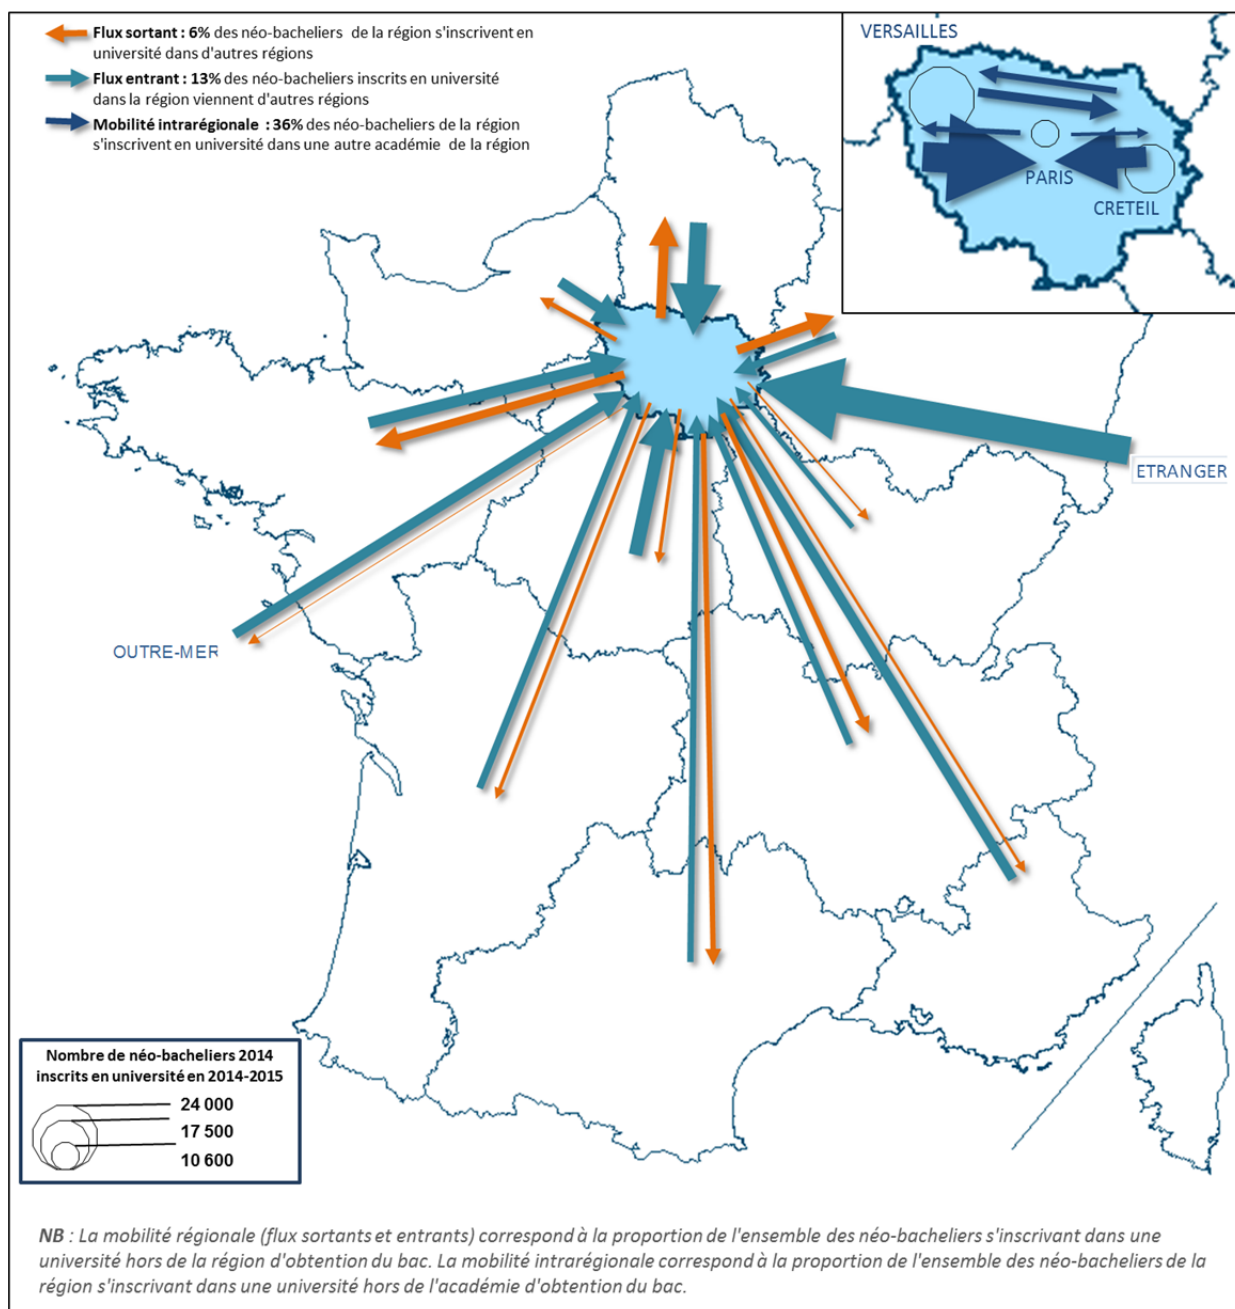 Flux sortant : 6% des néo-bacheliers de la région s'inscrivent en
université dans d'autres régions
Flux entrant : 13% des néo-bacheliers inscrits en université
dans la région viennent d'autres régions
Mobilité intrarégionale : 36% des néo-bacheliers de la région
s'inscrivent en université dans une autre académie de la région
VERSAILLES
PARIS
CRETEIL
ETRANGER
OUTRE-MER
Nombre de néo-bacheliers 2014
inscrits en université en 2014-2015
24 000
17 500
10 600
NB : La mobilité régionale (flux sortants et entrants) correspond à la proportion de l'ensemble des néo-bacheliers s'inscrivant dans une
université hors de la région d'obtention du bac. La mobilité intrarégionale correspond à la proportion de l'ensemble des néo-bacheliers de la
région s'inscrivant dans une université hors de l'académie d'obtention du bac.